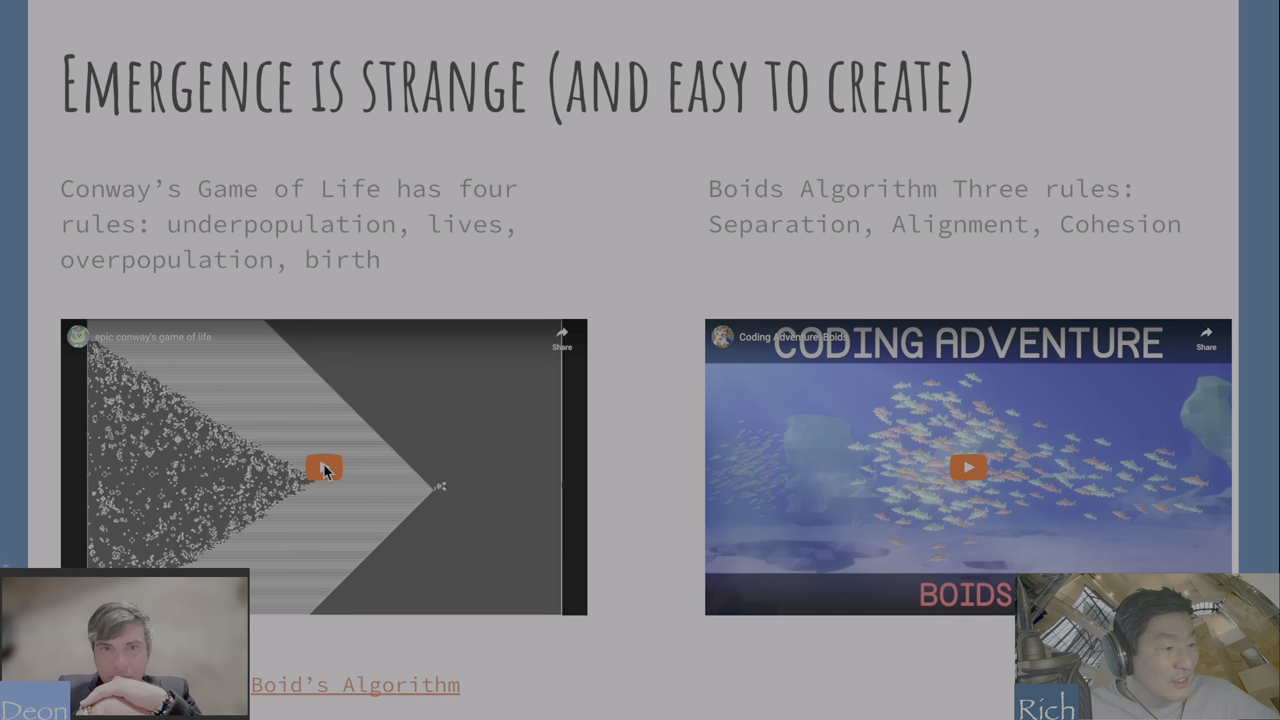 Emergence is strange (and easy to create)
Conway’s Game of Life has four
rules: underpopulation, lives,
overpopulation, birth
Boids Algorithm Three rules:
Separation, Alignment, Cohesion
epic conway's game of life
Share
Coding Adventure: Boids
Share
CODING ADVENTURE
BOIDS
Boid’s Algorithm
Deon
Rich